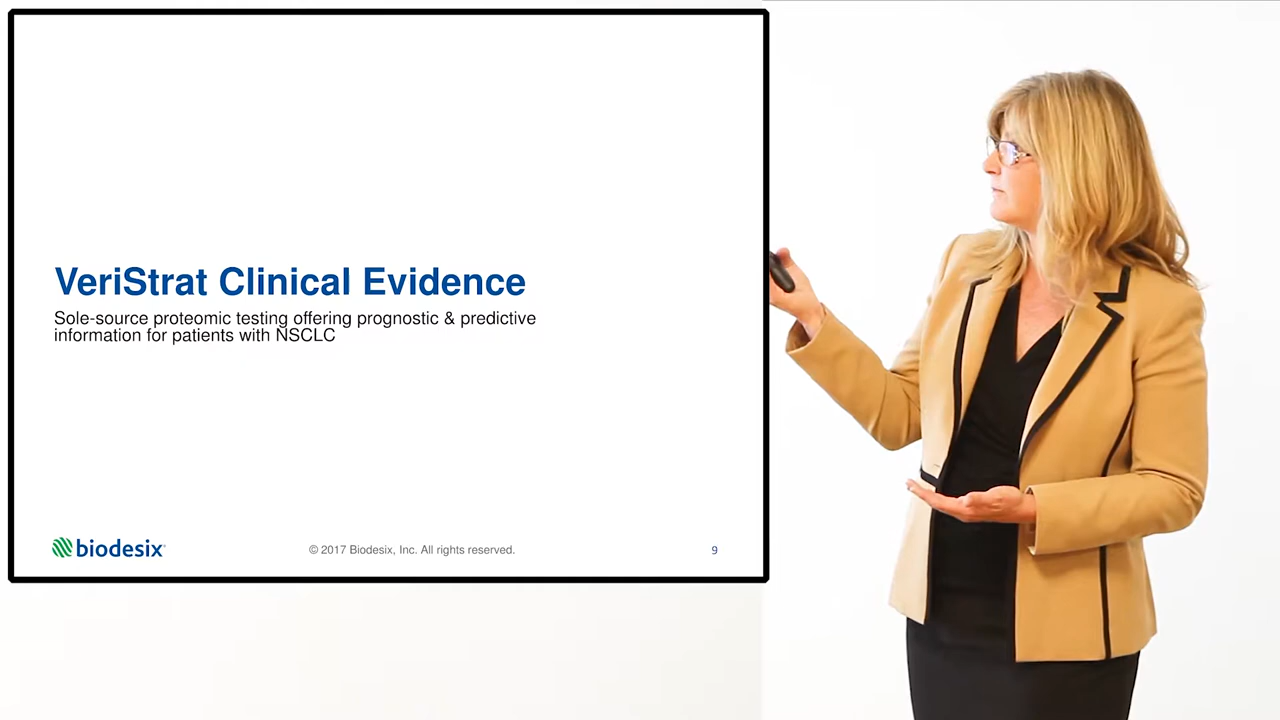 VeriStrat Clinical Evidence
Sole-source proteomic testing offering prognostic & predictive
information for patients with NSCLC
biodesix
© 2017 Biodesix, Inc. All rights reserved.
9